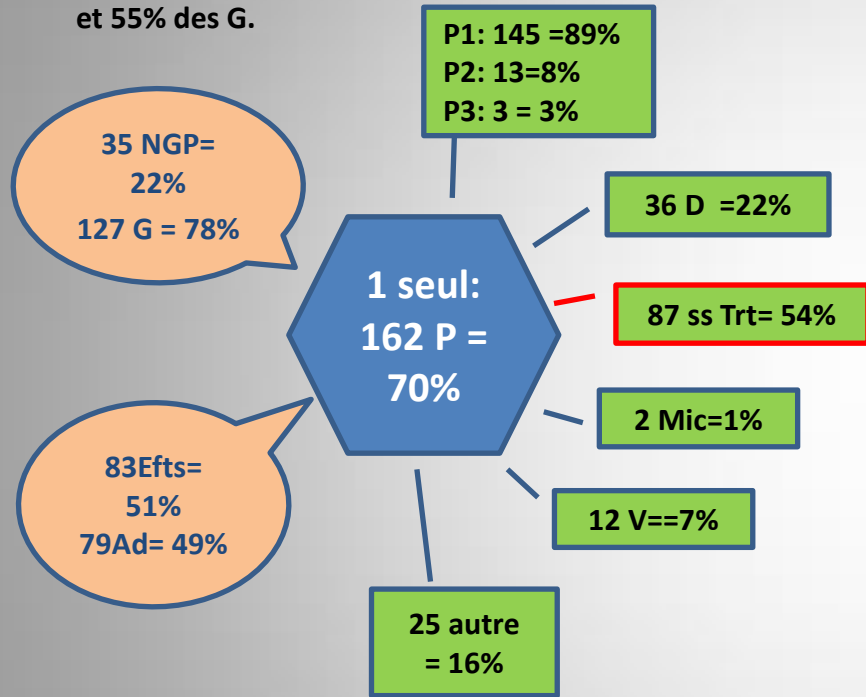 et 55% des G.
P1: 145 =89%
P2: 13=8%
P3: 3 = 3%
35 NGP=
22%
127 G = 78%
36 D =22%
1 seul:
162 P =
70%
87 ss Trt= 54%
2 Mic=1%
83Efts=
51%
79Ad= 49%
12 V==7%
25 autre
= 16%